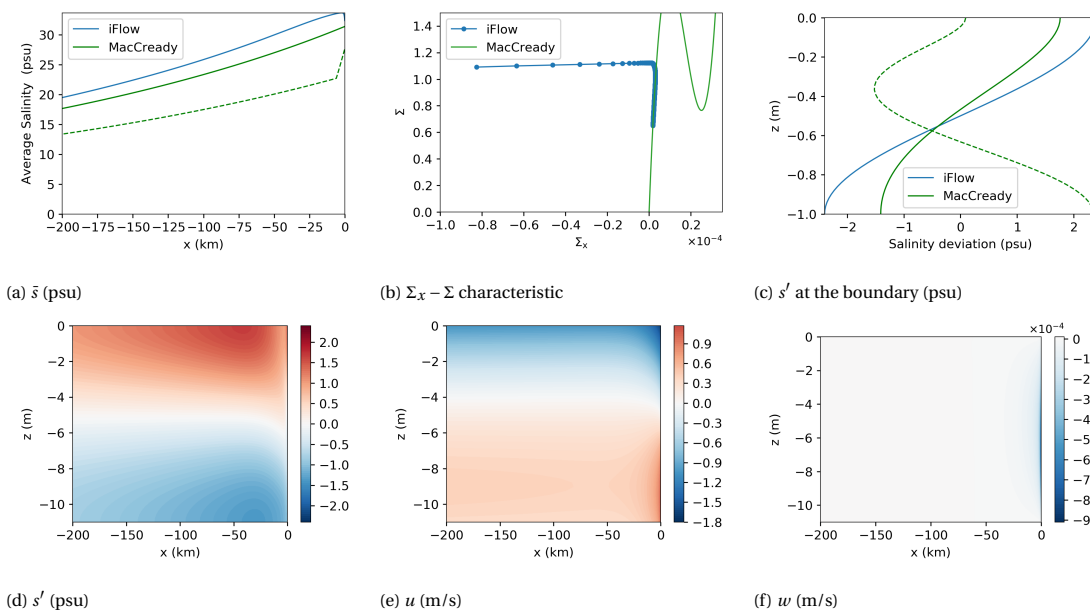 30
25
20
15
10
5
0
Average Salinity (psu)
iFlow
MacCready
−200 −175 −150 −125 −100 −75 −50 −25 0
x (km)
(a) s̄ (psu)
1.4
1.2
1.0
0.8
0.6
0.4
0.2
0.0
Σ
iFlow
MacCready
−1.0 −0.8 −0.6 −0.4 −0.2 0.0 0.2
×10⁻⁴
Σₓ
(b) Σₓ − Σ characteristic
0.0
−0.2
−0.4
−0.6
−0.8
−1.0
z (m)
iFlow
MacCready
−2 −1 0 1 2
Salinity deviation (psu)
(c) s′ at the boundary (psu)
0
−2
−4
−6
−8
−10
z (m)
−200 −150 −100 −50 0
x (km)
2.0
1.5
1.0
0.5
0.0
−0.5
−1.0
−1.5
−2.0
(d) s′ (psu)
0
−2
−4
−6
−8
−10
z (m)
−200 −150 −100 −50 0
x (km)
0.9
0.6
0.3
0.0
−0.3
−0.6
−0.9
−1.2
−1.5
−1.8
(e) u (m/s)
0
−2
−4
−6
−8
−10
z (m)
−200 −150 −100 −50 0
x (km)
×10⁻⁴
0
−1
−2
−3
−4
−5
−6
−7
−8
−9
(f) w (m/s)